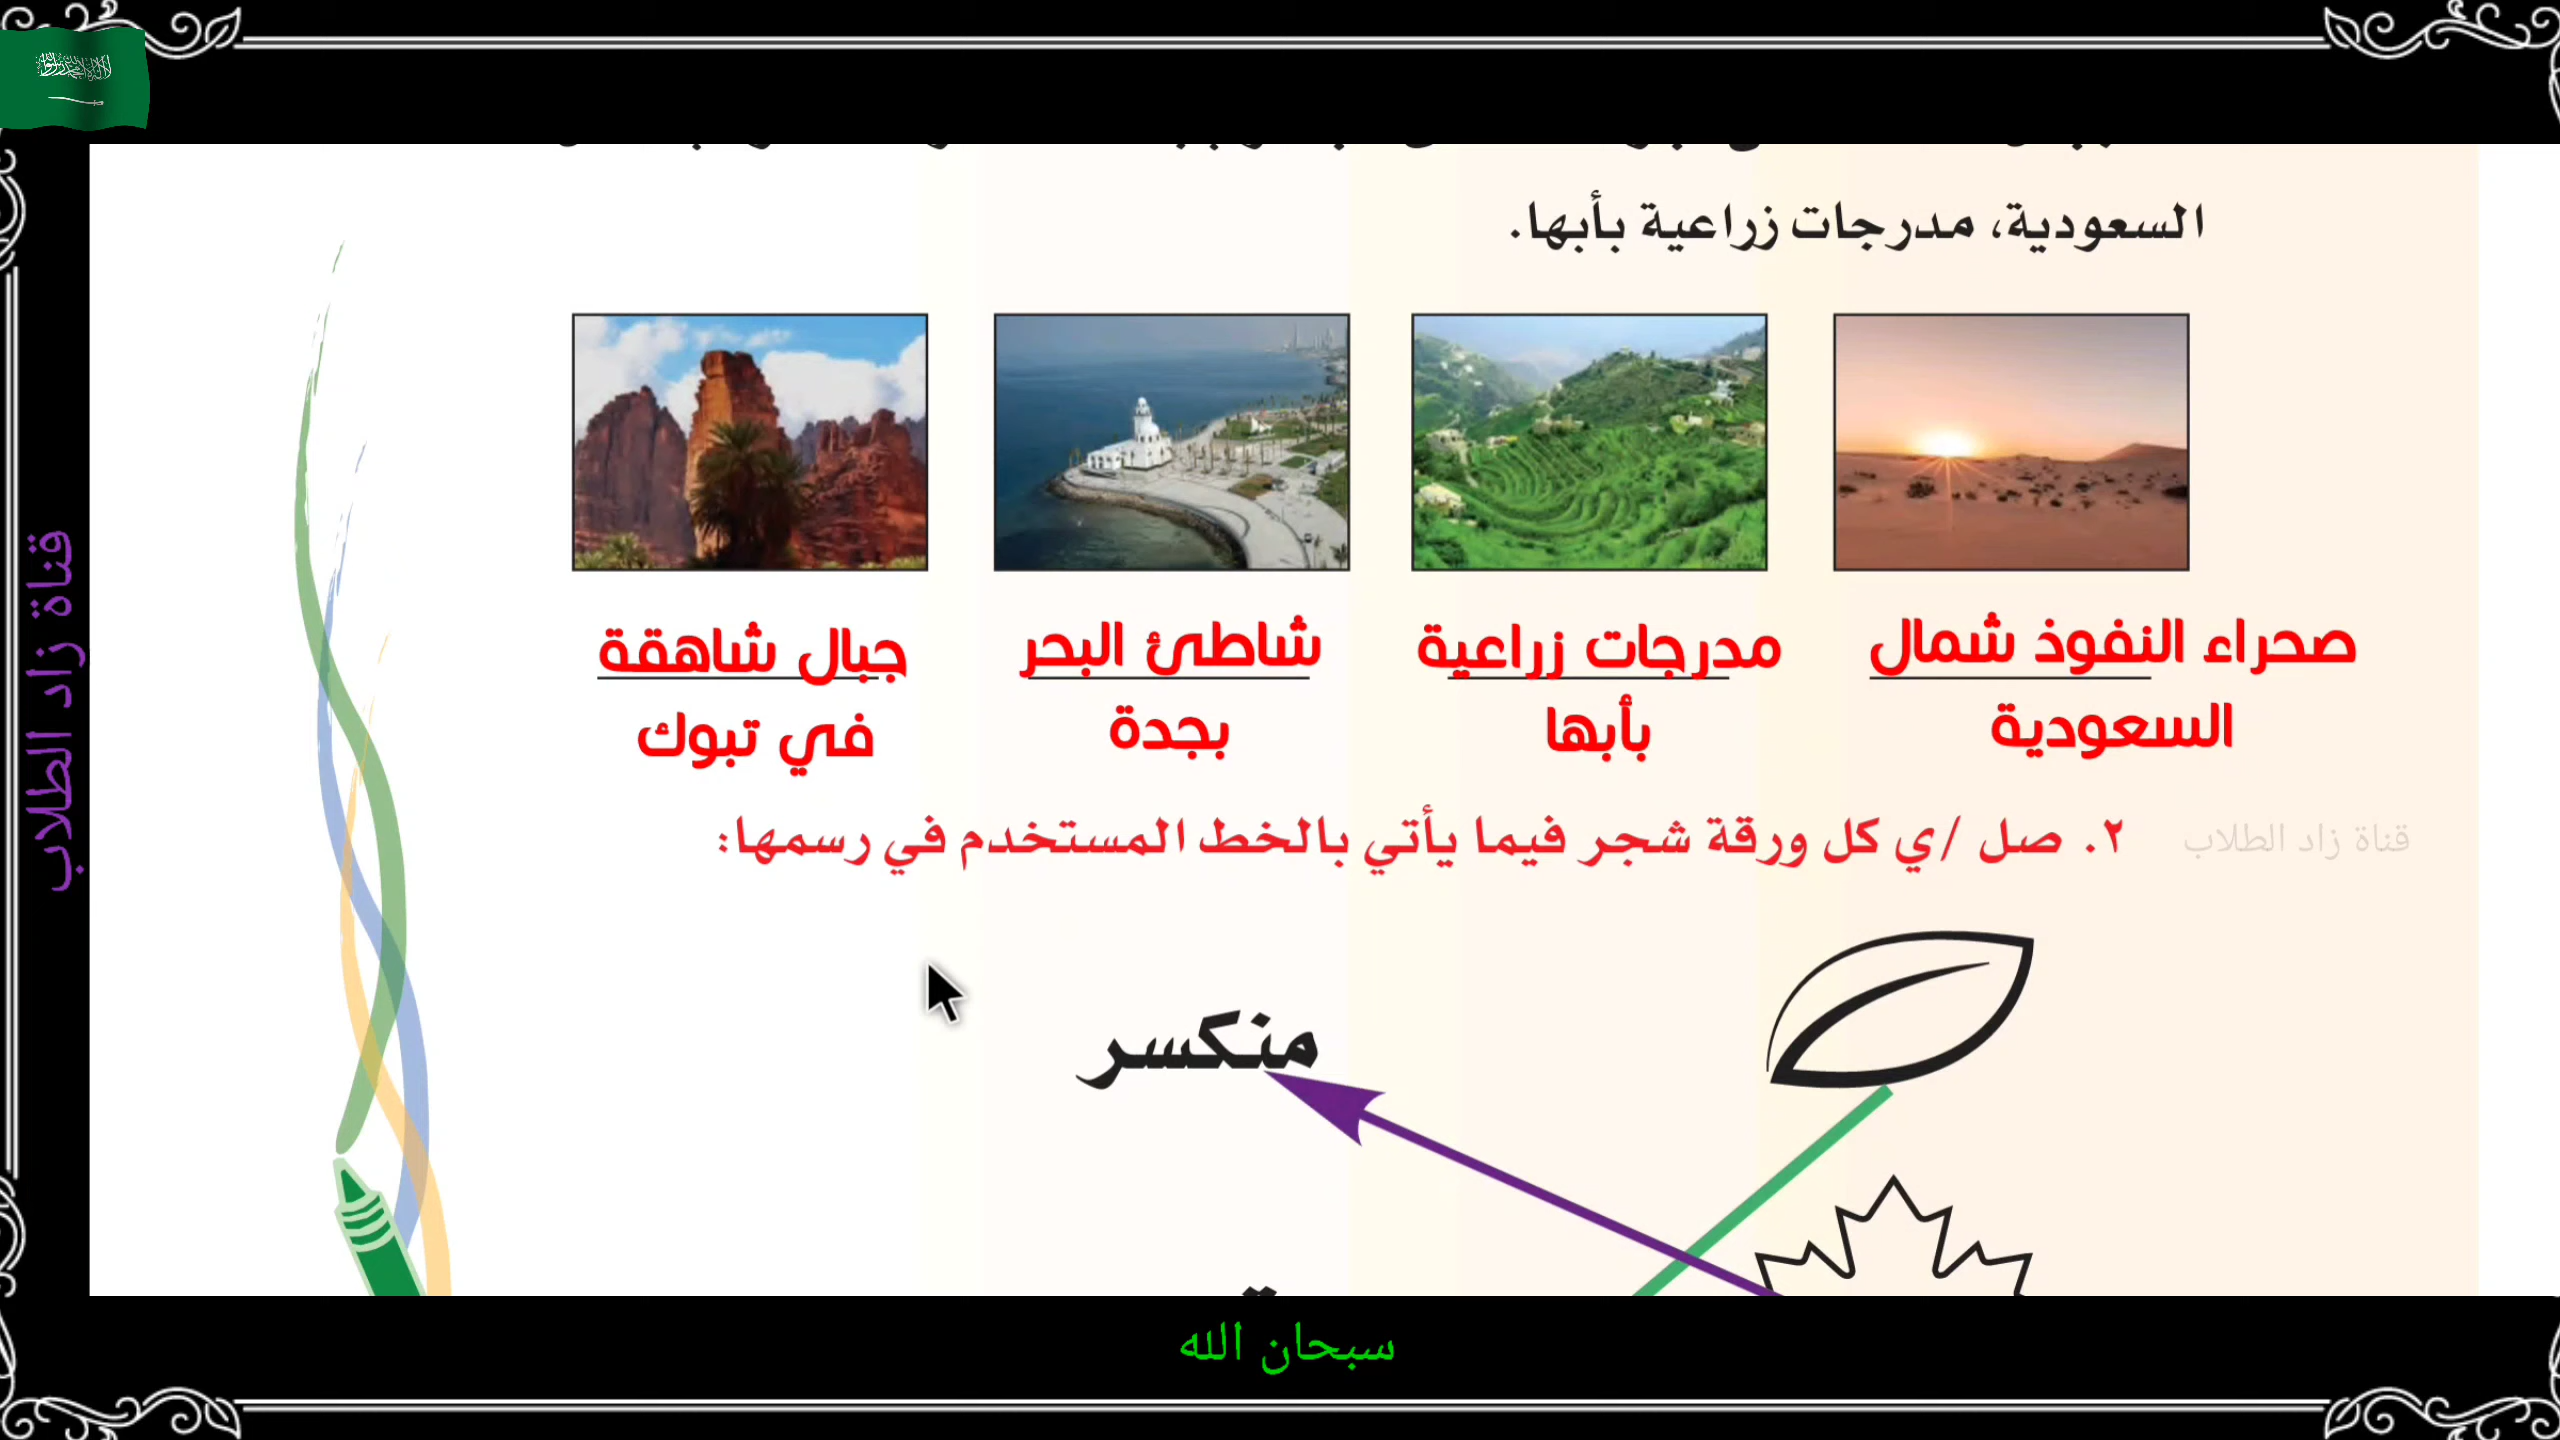 السعودية، مدرجات زراعية بأبها.
صحراء النفوذ شمال
السعودية
مدرجات زراعية
بأبها
شاطئ البحر
بجدة
جبال شاهقة
في تبوك
٢. صل /ي كل ورقة شجر فيما يأتي بالخط المستخدم في رسمها:
قناة زاد الطلاب
منكسر
قناة زاد الطلاب
سبحان الله